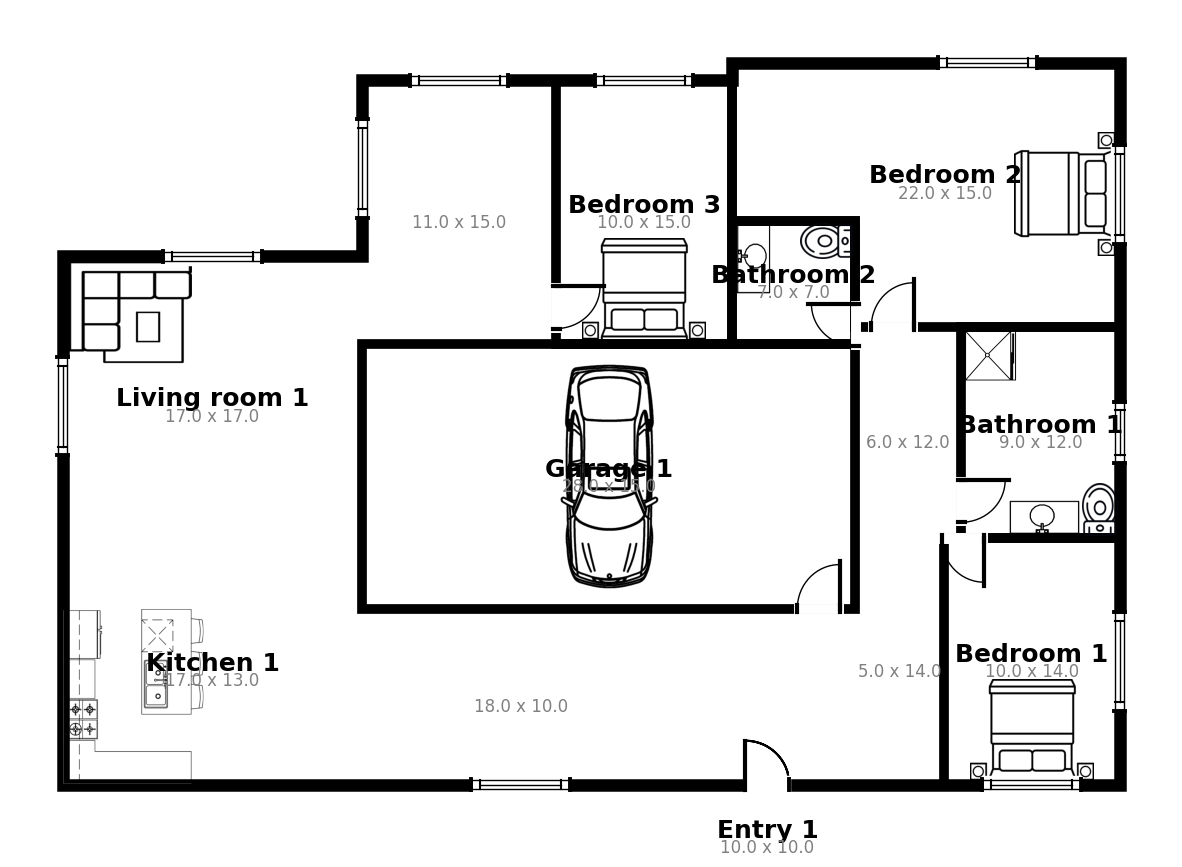 Bedroom 2
22.0 x 15.0
Bedroom 3
10.0 x 15.0
11.0 x 15.0
Bathroom 2
7.0 x 7.0
Living room 1
17.0 x 17.0
Bathroom 1
9.0 x 12.0
6.0 x 12.0
Garage 1
28.0 x 15.0
Bedroom 1
10.0 x 14.0
5.0 x 14.0
Kitchen 1
17.0 x 13.0
18.0 x 10.0
Entry 1
10.0 x 10.0